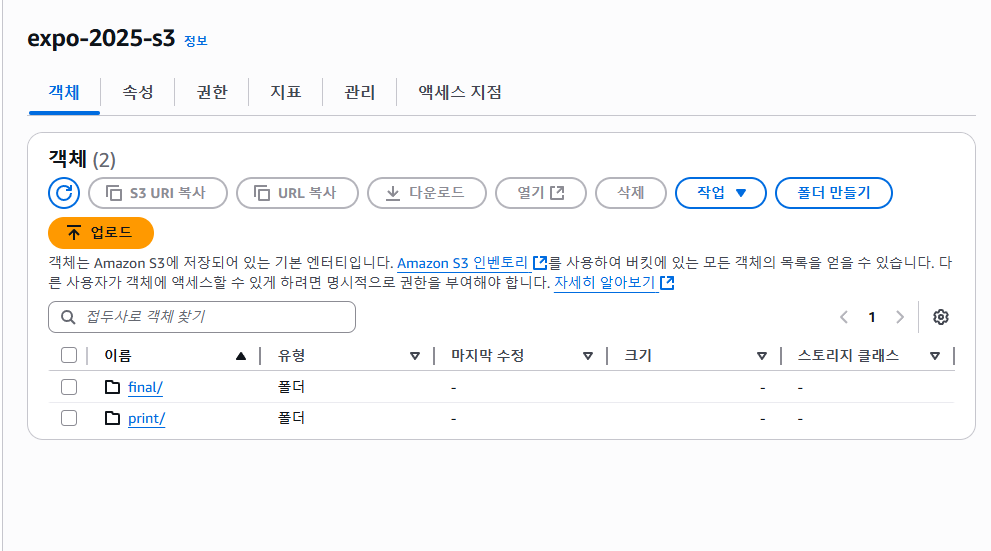 expo-2025-s3 정보
객체 속성 권한 지표 관리 액세스 지점
객체 (2)
S3 URI 복사 URL 복사 다운로드 열기 삭제 작업 폴더 만들기
업로드
객체는 Amazon S3에 저장되어 있는 기본 엔터티입니다. Amazon S3 인벤토리를 사용하여 버킷에 있는 모든 객체의 목록을 얻을 수 있습니다. 다
른 사용자가 객체에 액세스할 수 있게 하려면 명시적으로 권한을 부여해야 합니다. 자세히 알아보기
접두사로 객체 찾기 1
이름 유형 마지막 수정 크기 스토리지 클래스
final/ 폴더 - - -
print/ 폴더 - - -